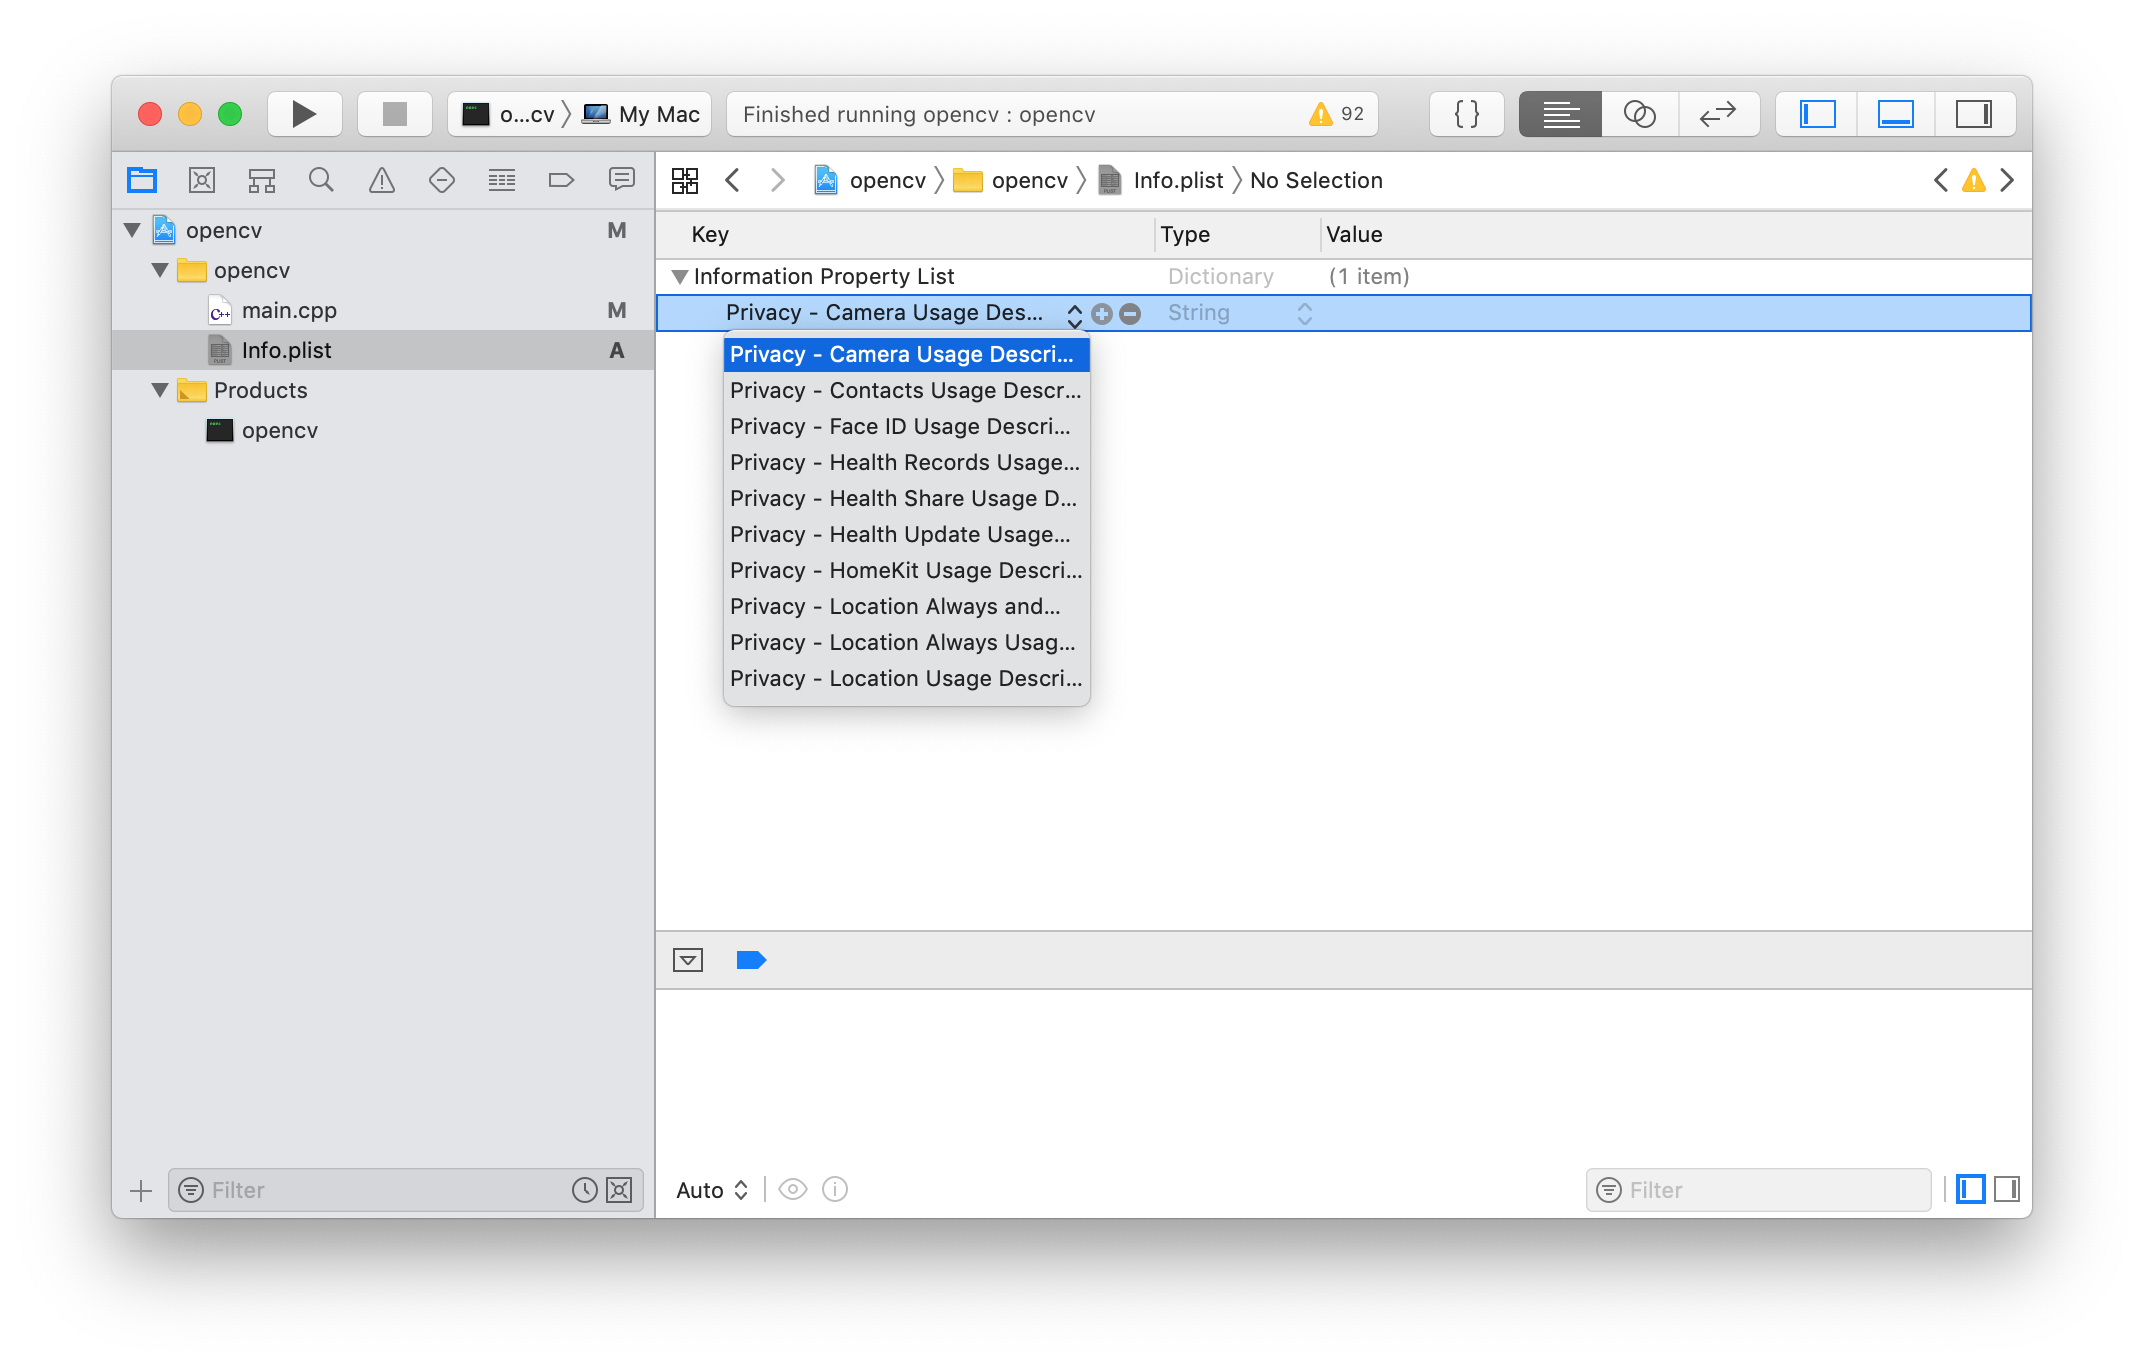 o...cv My Mac
Finished running opencv : opencv 92
{ }
opencv opencv Info.plist No Selection
opencv M
opencv
main.cpp M
Info.plist A
Products
opencv
Key Type Value
Information Property List Dictionary (1 item)
Privacy - Camera Usage Des... String
Privacy - Camera Usage Descri...
Privacy - Contacts Usage Descr...
Privacy - Face ID Usage Descri...
Privacy - Health Records Usage...
Privacy - Health Share Usage D...
Privacy - Health Update Usage...
Privacy - HomeKit Usage Descri...
Privacy - Location Always and...
Privacy - Location Always Usag...
Privacy - Location Usage Descri...
Filter
Auto
Filter